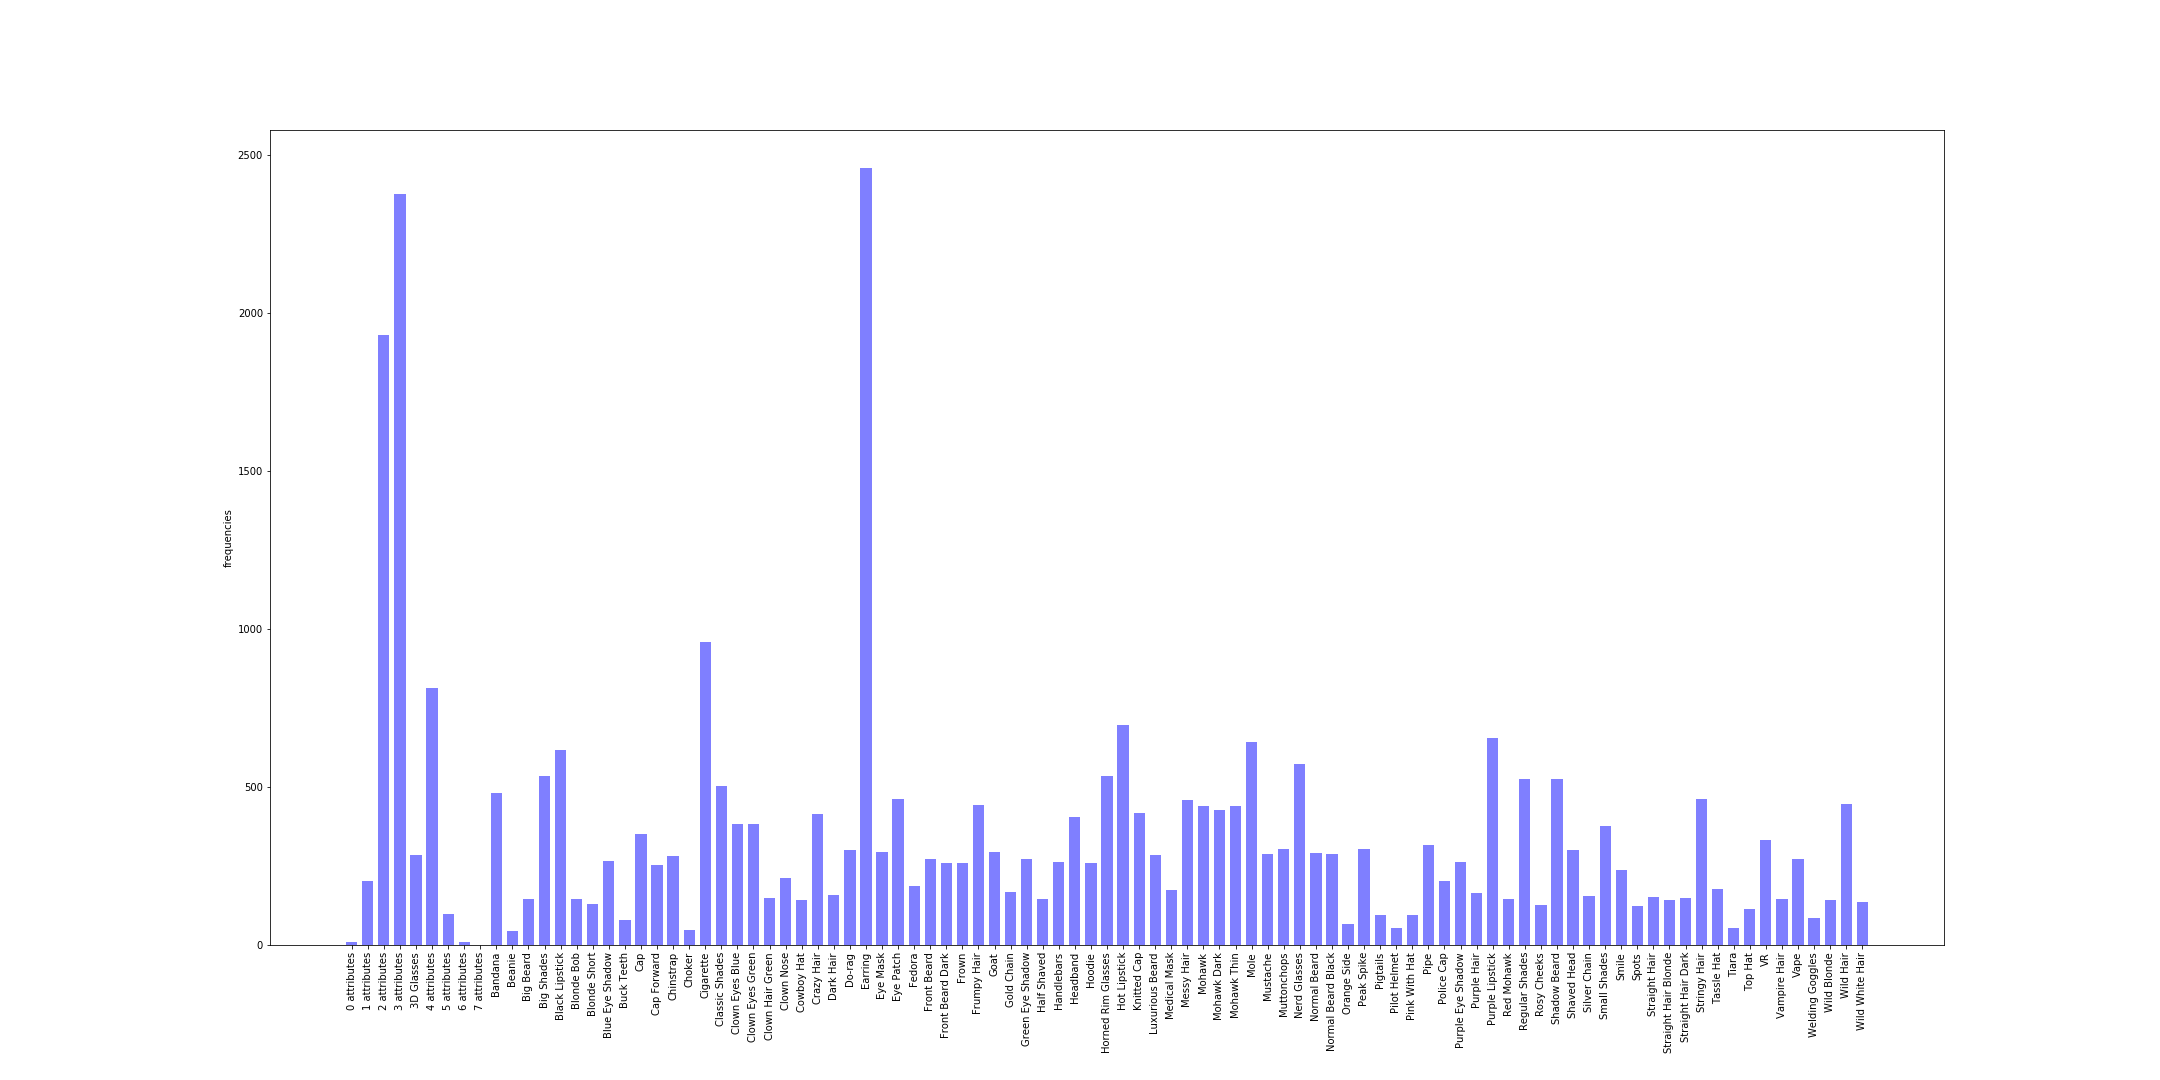 2500
2000
1500
1000
500
0
frequencies
0 attributes
1 attributes
2 attributes
3 attributes
3D Glasses
4 attributes
5 attributes
6 attributes
7 attributes
Bandana
Beanie
Big Beard
Big Shades
Black Lipstick
Blonde Bob
Blonde Short
Blue Eye Shadow
Buck Teeth
Cap
Cap Forward
Chinstrap
Choker
Cigarette
Classic Shades
Clown Eyes Blue
Clown Eyes Green
Clown Hair Green
Clown Nose
Cowboy Hat
Crazy Hair
Dark Hair
Do-rag
Earring
Eye Mask
Eye Patch
Fedora
Front Beard
Front Beard Dark
Frown
Frumpy Hair
Goat
Gold Chain
Green Eye Shadow
Half Shaved
Handlebars
Headband
Hoodie
Horned Rim Glasses
Hot Lipstick
Knitted Cap
Luxurious Beard
Medical Mask
Messy Hair
Mohawk
Mohawk Dark
Mohawk Thin
Mole
Mustache
Muttonchops
Nerd Glasses
Normal Beard
Normal Beard Black
Orange Side
Peak Spike
Pigtails
Pilot Helmet
Pink With Hat
Pipe
Police Cap
Purple Eye Shadow
Purple Hair
Purple Lipstick
Red Mohawk
Regular Shades
Rosy Cheeks
Shadow Beard
Shaved Head
Silver Chain
Small Shades
Smile
Spots
Straight Hair
Straight Hair Blonde
Straight Hair Dark
Stringy Hair
Tassle Hat
Tiara
Top Hat
VR
Vampire Hair
Vape
Welding Goggles
Wild Blonde
Wild Hair
Wild White Hair